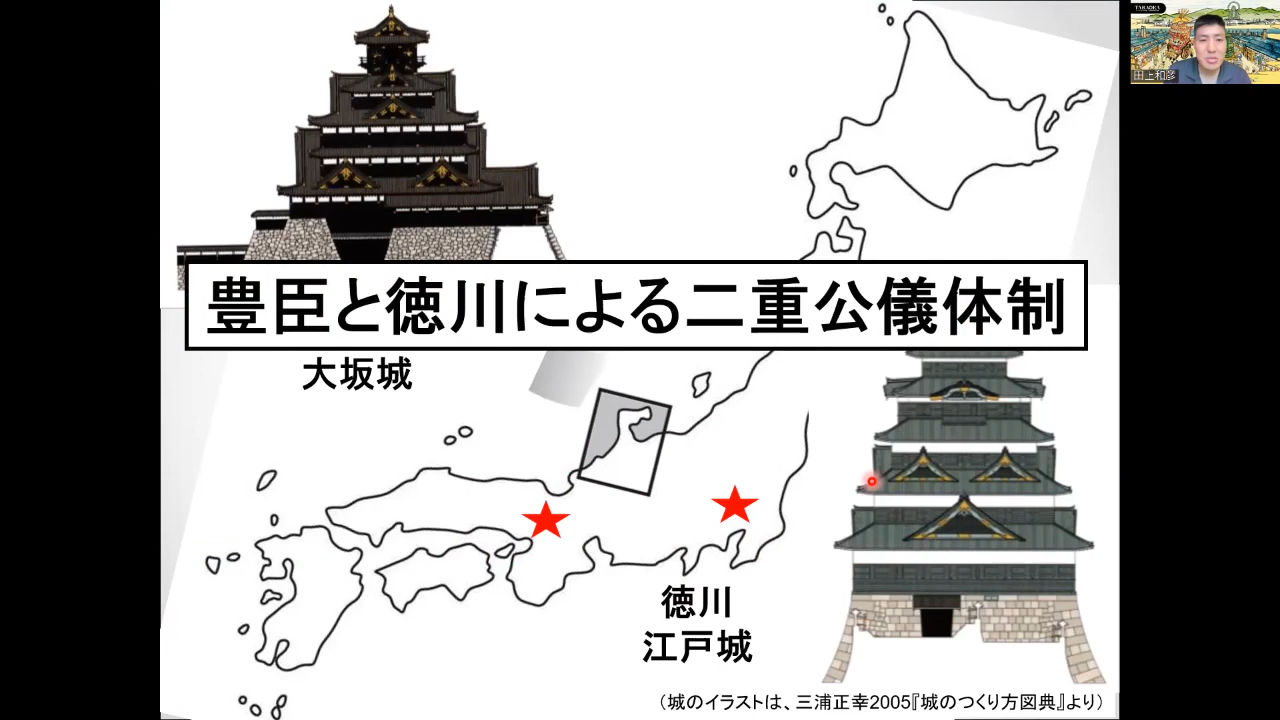 TARAOKA
田上和彦
豊臣と徳川による二重公儀体制
大坂城
徳川
江戸城
（城のイラストは、三浦正幸2005『城のつくり方図典』より）